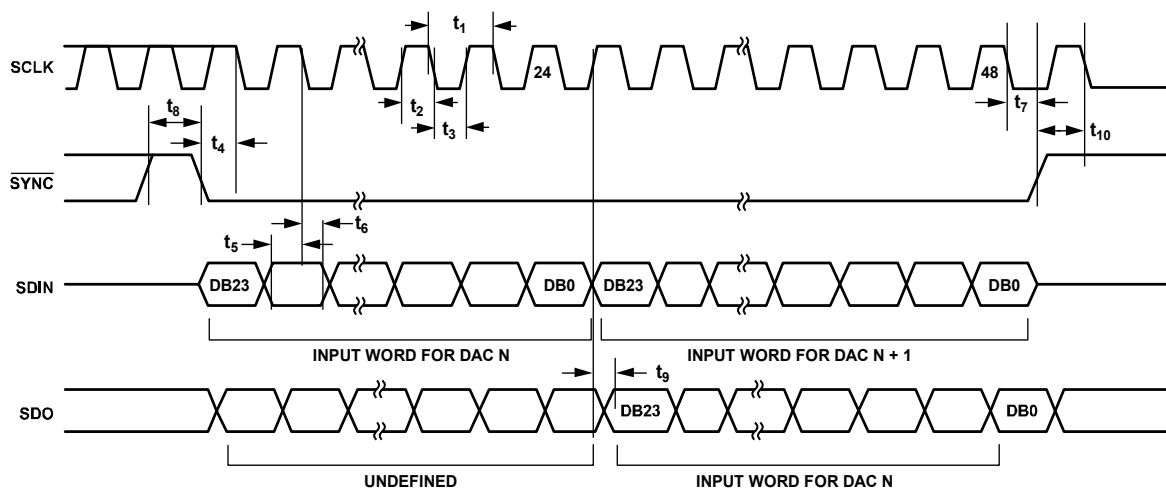 t1
SCLK
24
48
t2
t3
t7
t8
t4
t10
SYNC
t6
t5
SDIN
DB23
DB0
DB23
DB0
INPUT WORD FOR DAC N
INPUT WORD FOR DAC N + 1
t9
SDO
DB23
DB0
UNDEFINED
INPUT WORD FOR DAC N